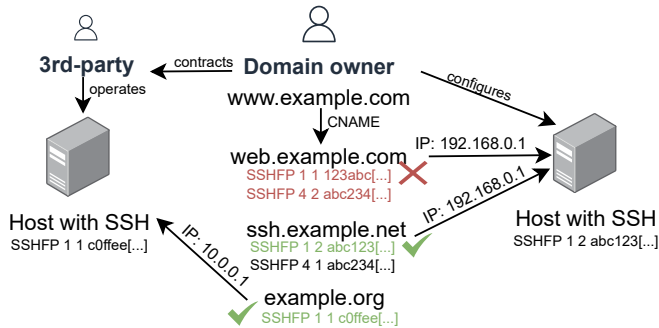 3rd-party
contracts
Domain owner
operates
configures
www.example.com
CNAME
web.example.com
IP: 192.168.0.1
SSHFP 1 1 123abc[...]
SSHFP 4 2 abc234[...]
IP: 192.168.0.1
Host with SSH
SSHFP 1 1 c0ffee[...]
ssh.example.net
SSHFP 1 2 abc123[...]
SSHFP 4 1 abc234[...]
Host with SSH
SSHFP 1 2 abc123[...]
IP: 10.0.0.1
example.org
SSHFP 1 1 c0ffee[...]